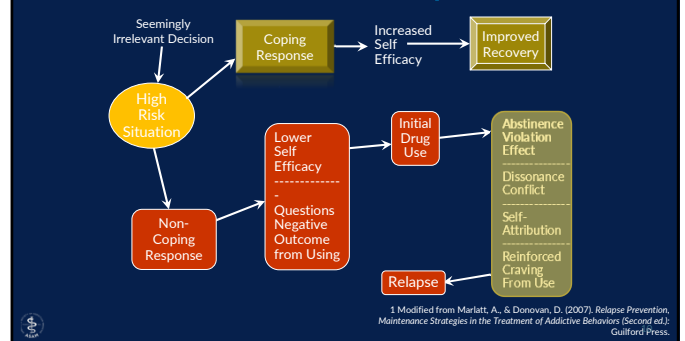 Seemingly
Irrelevant Decision
Coping
Response
Increased
Self
Efficacy
Improved
Recovery
High
Risk
Situation
Lower
Self
Efficacy
-------------
-
Questions
Negative
Outcome
from Using
Initial
Drug
Use
Abstinence
Violation
Effect
-------------
Dissonance
Conflict
-------------
Self-
Attribution
-------------
Reinforced
Craving
From Use
Non-
Coping
Response
Relapse
1 Modified from Marlatt, A., & Donovan, D. (2007). Relapse Prevention,
Maintenance Strategies in the Treatment of Addictive Behaviors (Second ed.):
Guilford Press.
ASAM